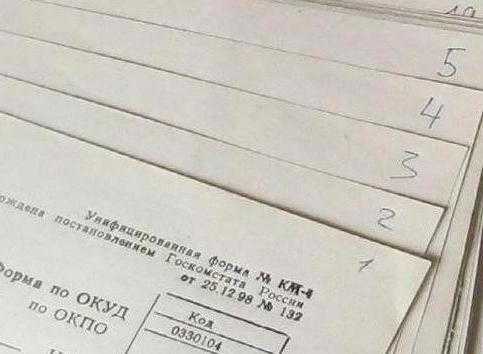 19
5
4
3
2
1
Унифицированная форма № КМ-4
постановлением Госкомстата России
от 25.12.98 № 132
Форма по ОКУД
по ОКПО
Код
0330104